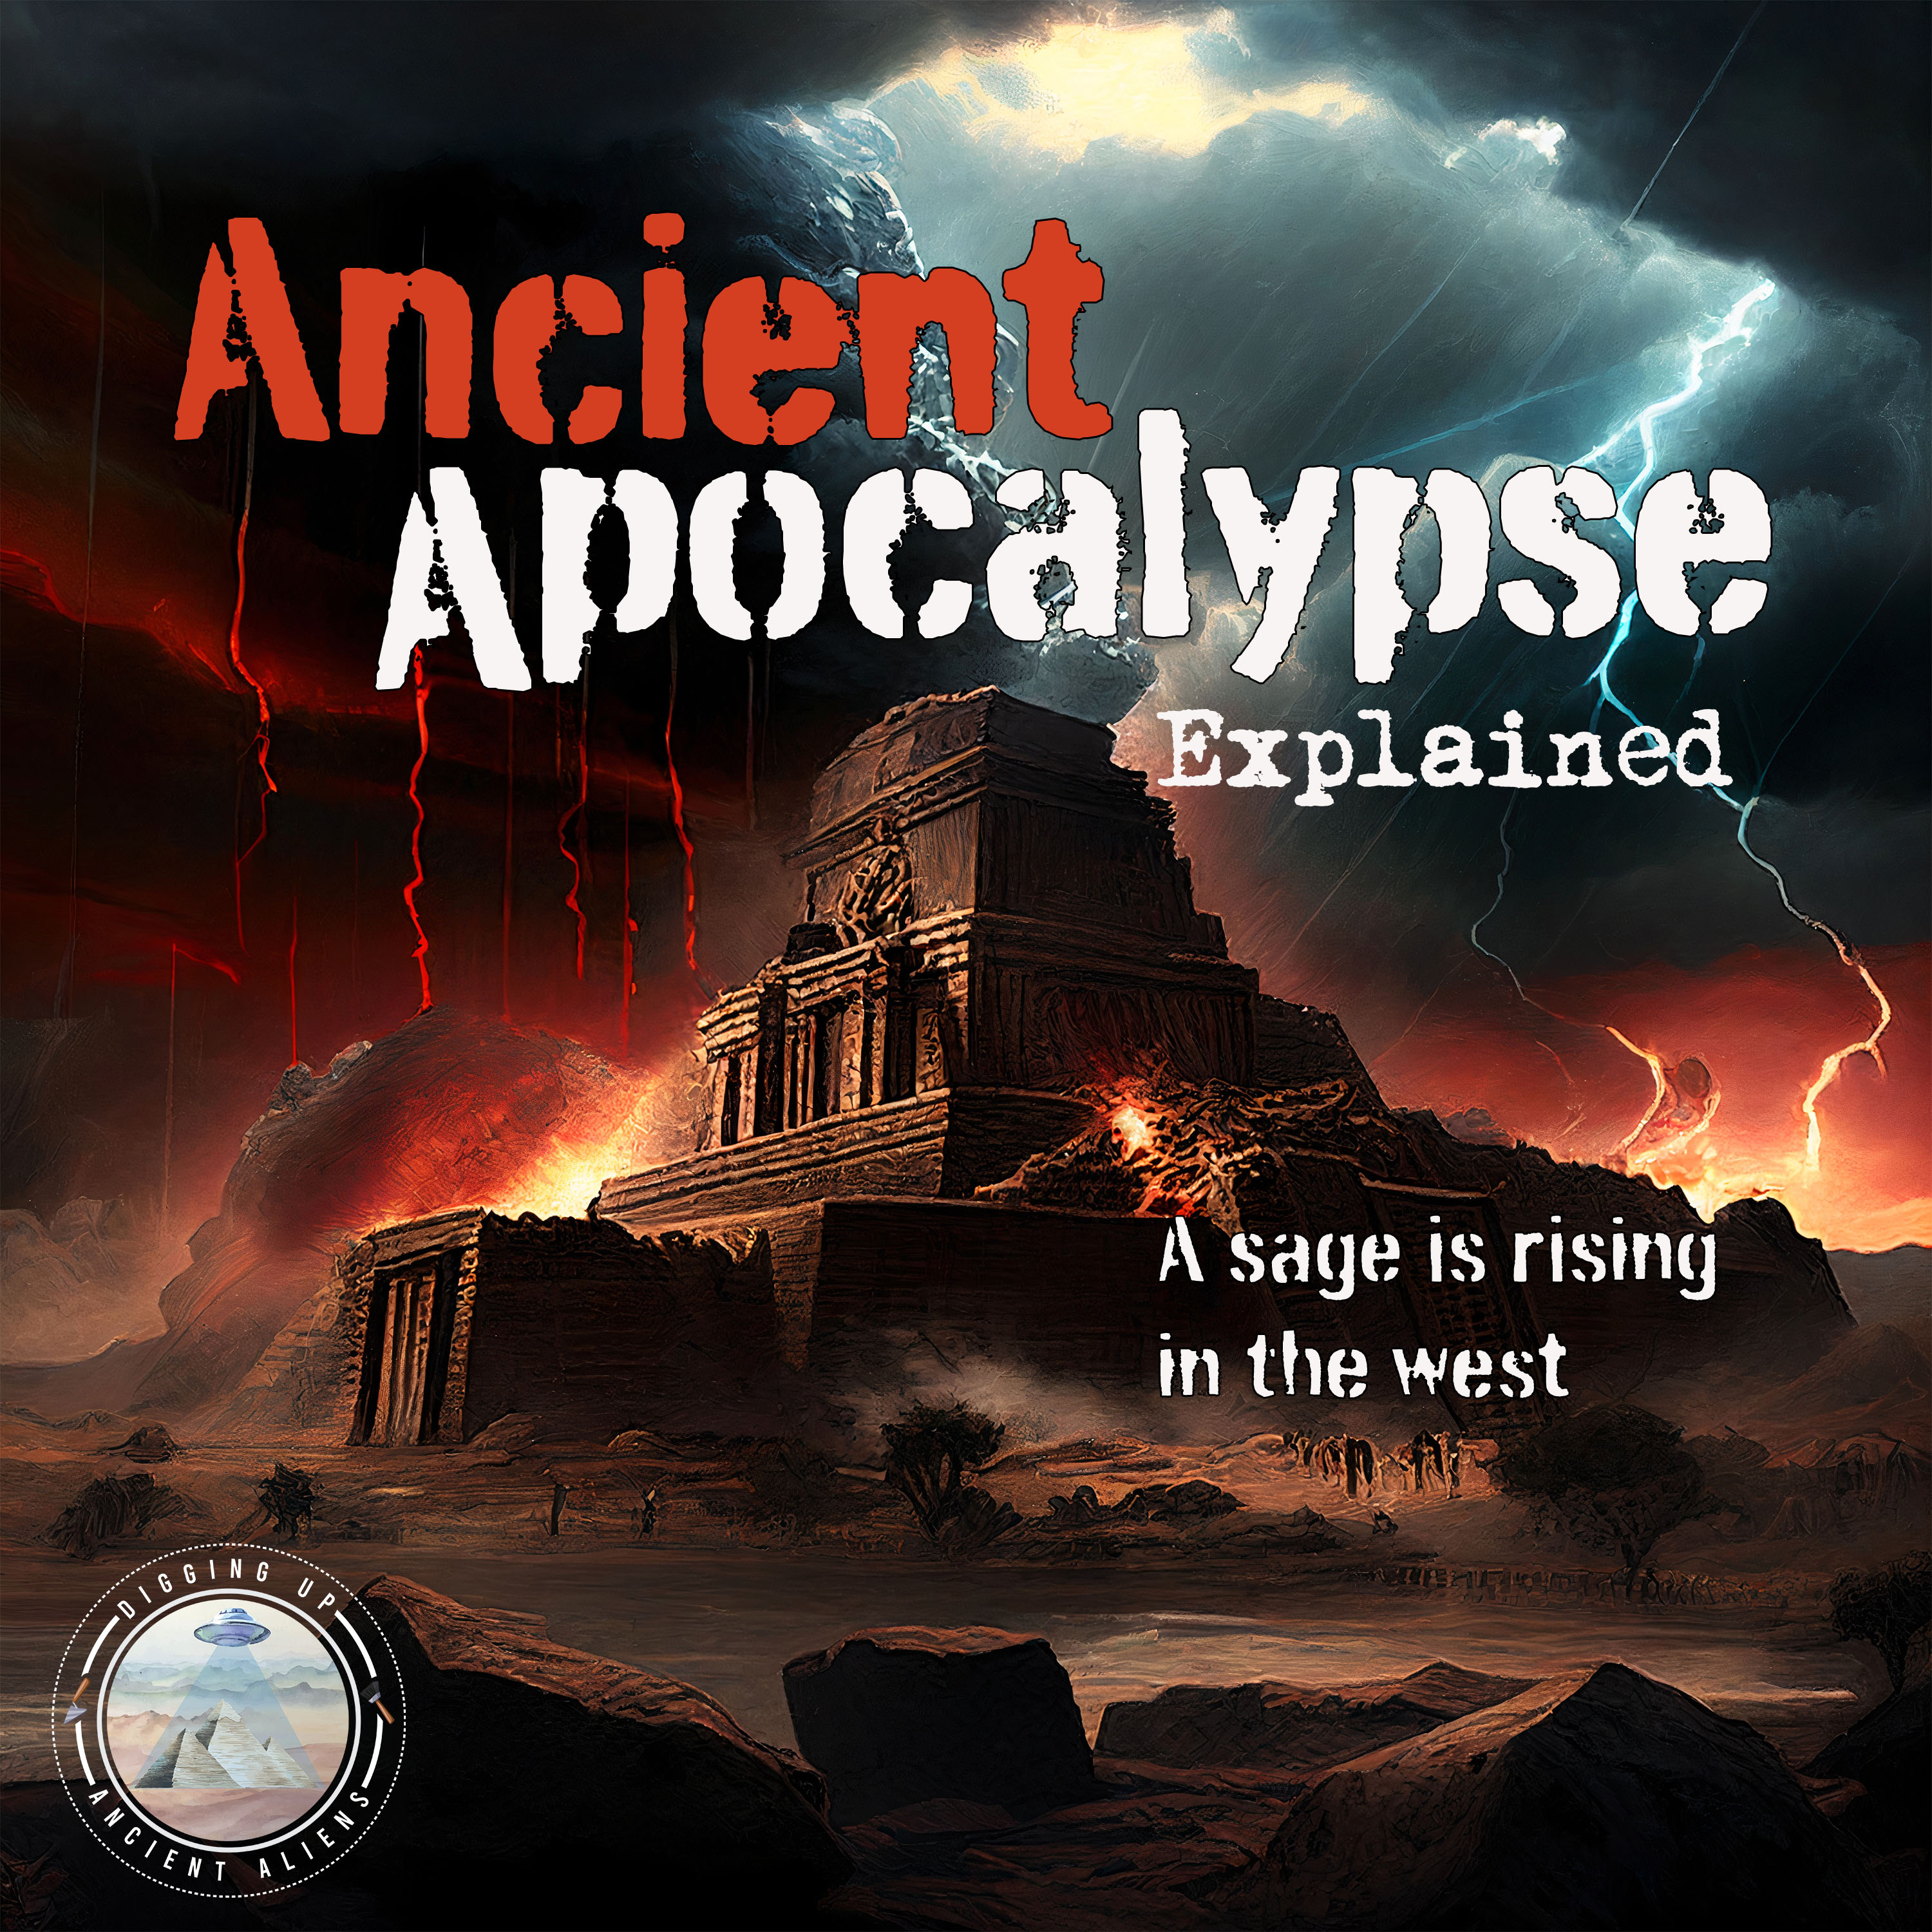 Ancient
Apocalypse
Explained
A sage is rising
in the west
DIGGING UP
ANCIENT ALIENS